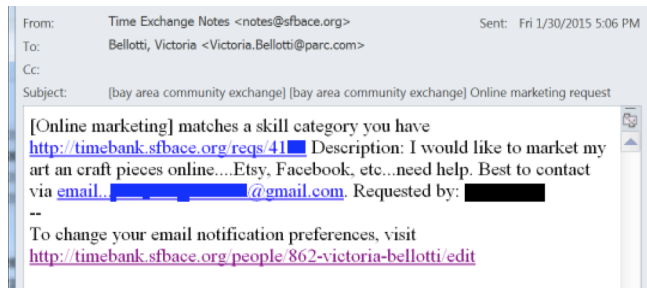 From: Time Exchange Notes <notes@sfbace.org> Sent: Fri 1/30/2015 5:06 PM
To: Bellotti, Victoria <Victoria.Bellotti@parc.com>
Cc:
Subject: [bay area community exchange] [bay area community exchange] Online marketing request
[Online marketing] matches a skill category you have
http://timebank.sfbace.org/reqs/41 Description: I would like to market my
art an craft pieces online....Etsy, Facebook, etc...need help. Best to contact
via email... @gmail.com. Requested by:
--
To change your email notification preferences, visit
http://timebank.sfbace.org/people/862-victoria-bellotti/edit